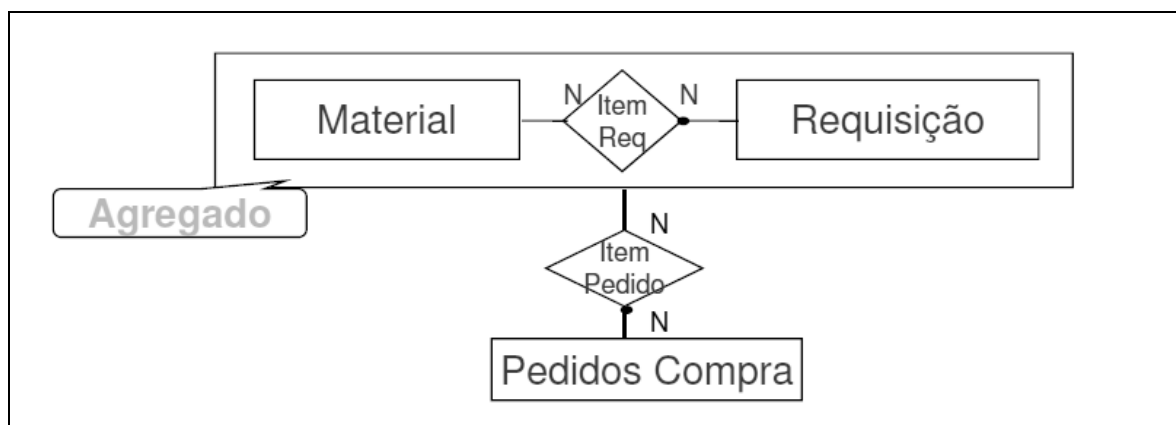 Material
N
Item
Req
N
Requisição
Agregado
N
Item
Pedido
N
Pedidos Compra